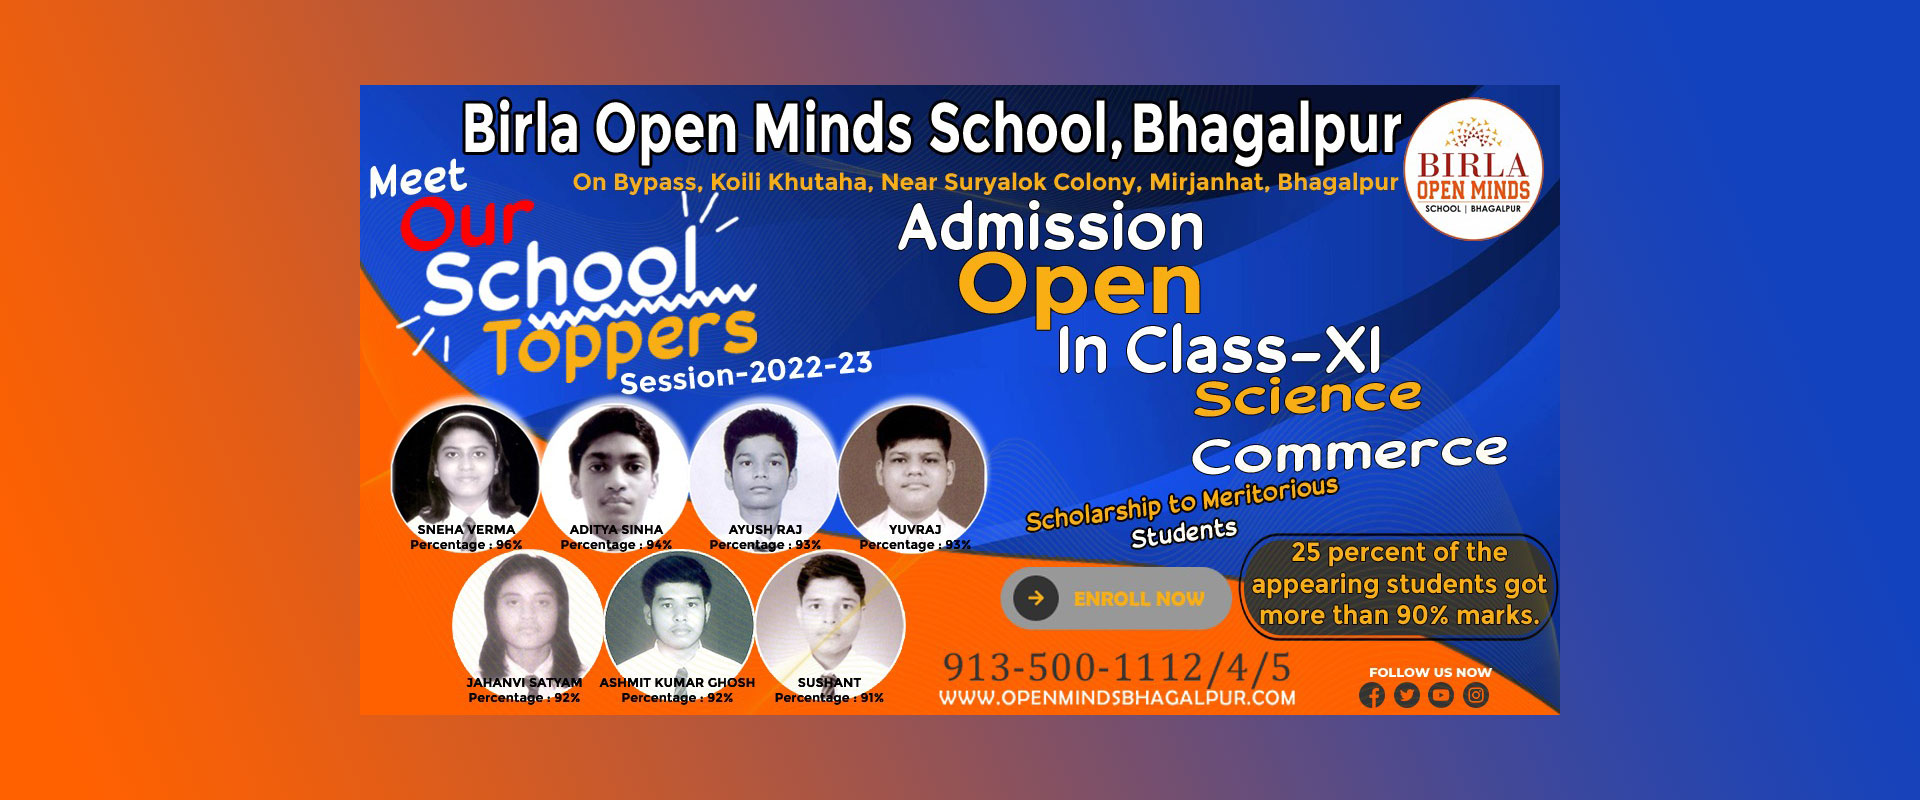 Birla Open Minds School, Bhagalpur
On Bypass, Koili Khutaha, Near Suryalok Colony, Mirjanhat, Bhagalpur
BIRLA
OPEN MINDS
SCHOOL | BHAGALPUR
Meet
Our
School
Toppers
Session-2022-23
Admission
Open
In Class-XI
Science
Commerce
Scholarship to Meritorious
Students
SNEHA VERMA
Percentage : 96%
ADITYA SINHA
Percentage : 94%
AYUSH RAJ
Percentage : 93%
YUVRAJ
Percentage : 93%
JAHANVI SATYAM
Percentage : 92%
ASHMIT KUMAR GHOSH
Percentage : 92%
SUSHANT
Percentage : 91%
25 percent of the
appearing students got
more than 90% marks.
ENROLL NOW
913-500-1112/4/5
WWW.OPENMINDSBHAGALPUR.COM
FOLLOW US NOW